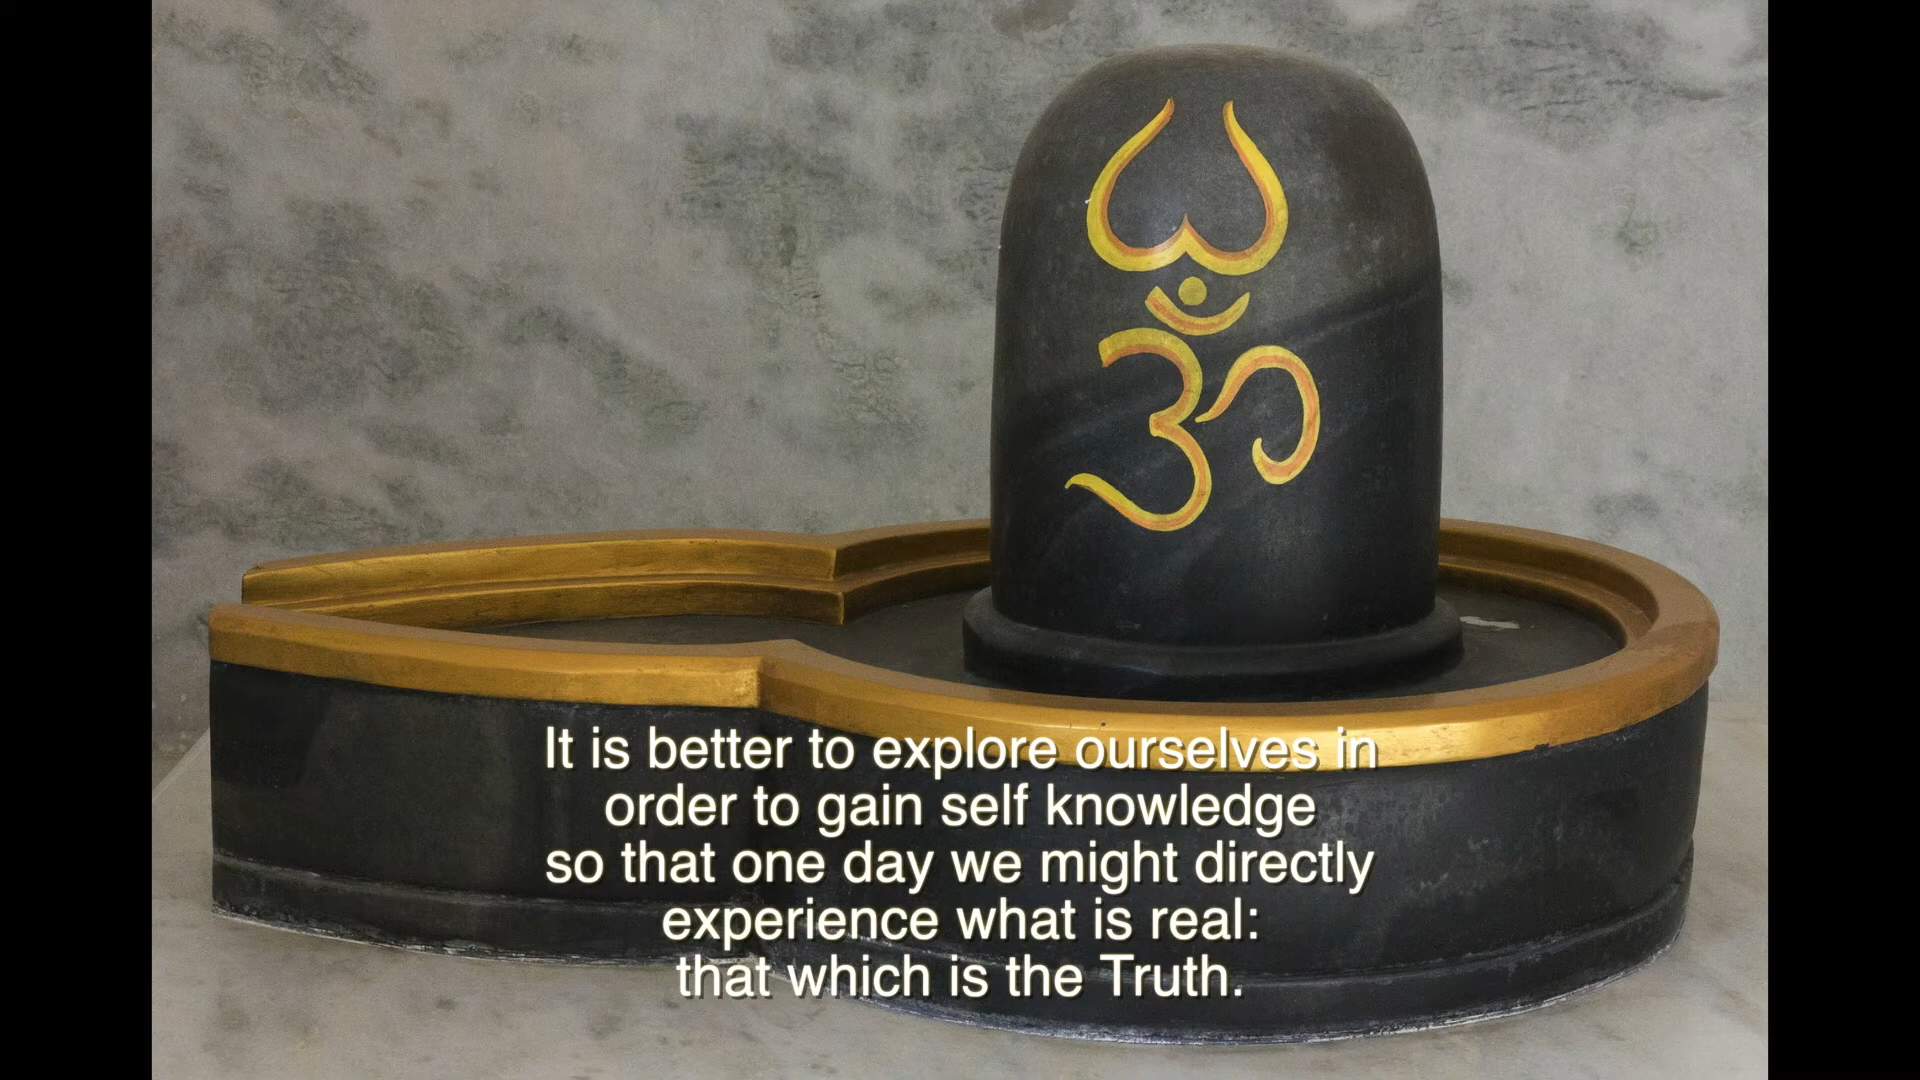 ॐ
It is better to explore ourselves in
order to gain self knowledge
so that one day we might directly
experience what is real:
that which is the Truth.